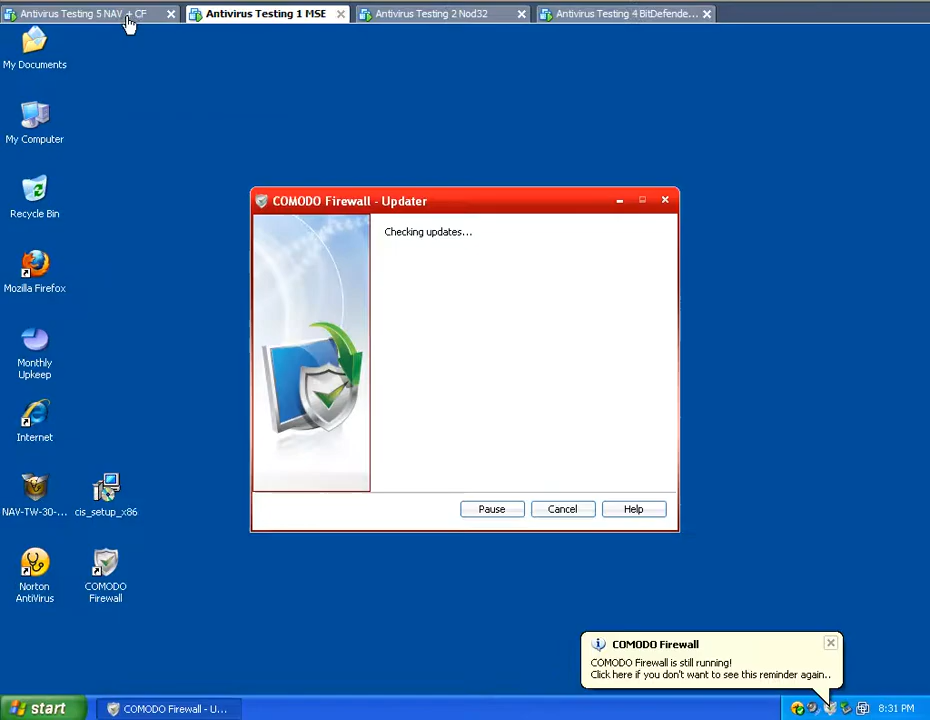 Antivirus Testing 5 NAV + CF
Antivirus Testing 1 MSE
Antivirus Testing 2 Nod32
Antivirus Testing 4 BitDefende...
My Documents
My Computer
Recycle Bin
Mozilla Firefox
Monthly
Upkeep
Internet
NAV-TW-30-...
cis_setup_x86
Norton
AntiVirus
COMODO
Firewall
COMODO Firewall - Updater
Checking updates...
Pause
Cancel
Help
COMODO Firewall
COMODO Firewall is still running!
Click here if you don't want to see this reminder again..
start
COMODO Firewall - U...
8:31 PM